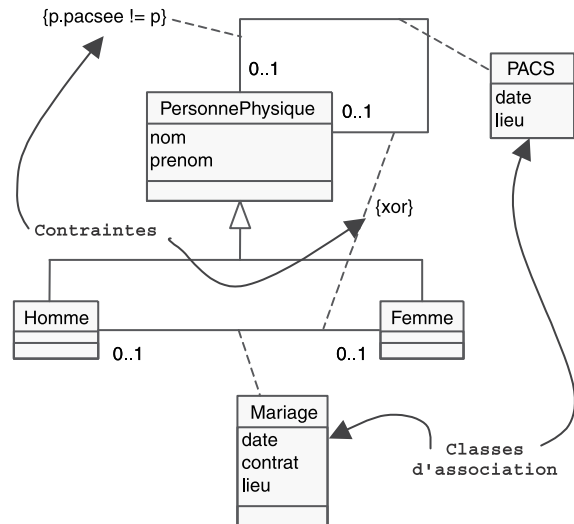 {p.pacsee != p}
PACS
date
lieu
0..1
0..1
PersonnePhysique
nom
prenom
{xor}
Contraintes
Homme
Femme
0..1
0..1
Mariage
date
contrat
lieu
Classes
d'association